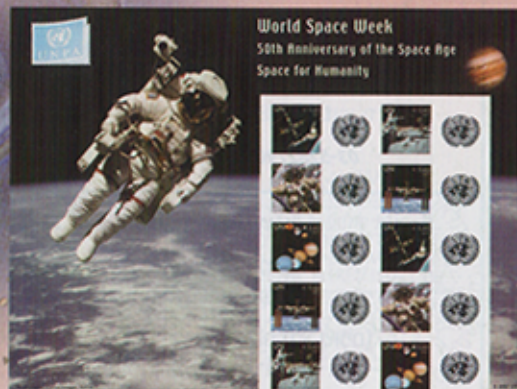 UNPA
World Space Week
50th Anniversary of the Space Age
Space for Humanity